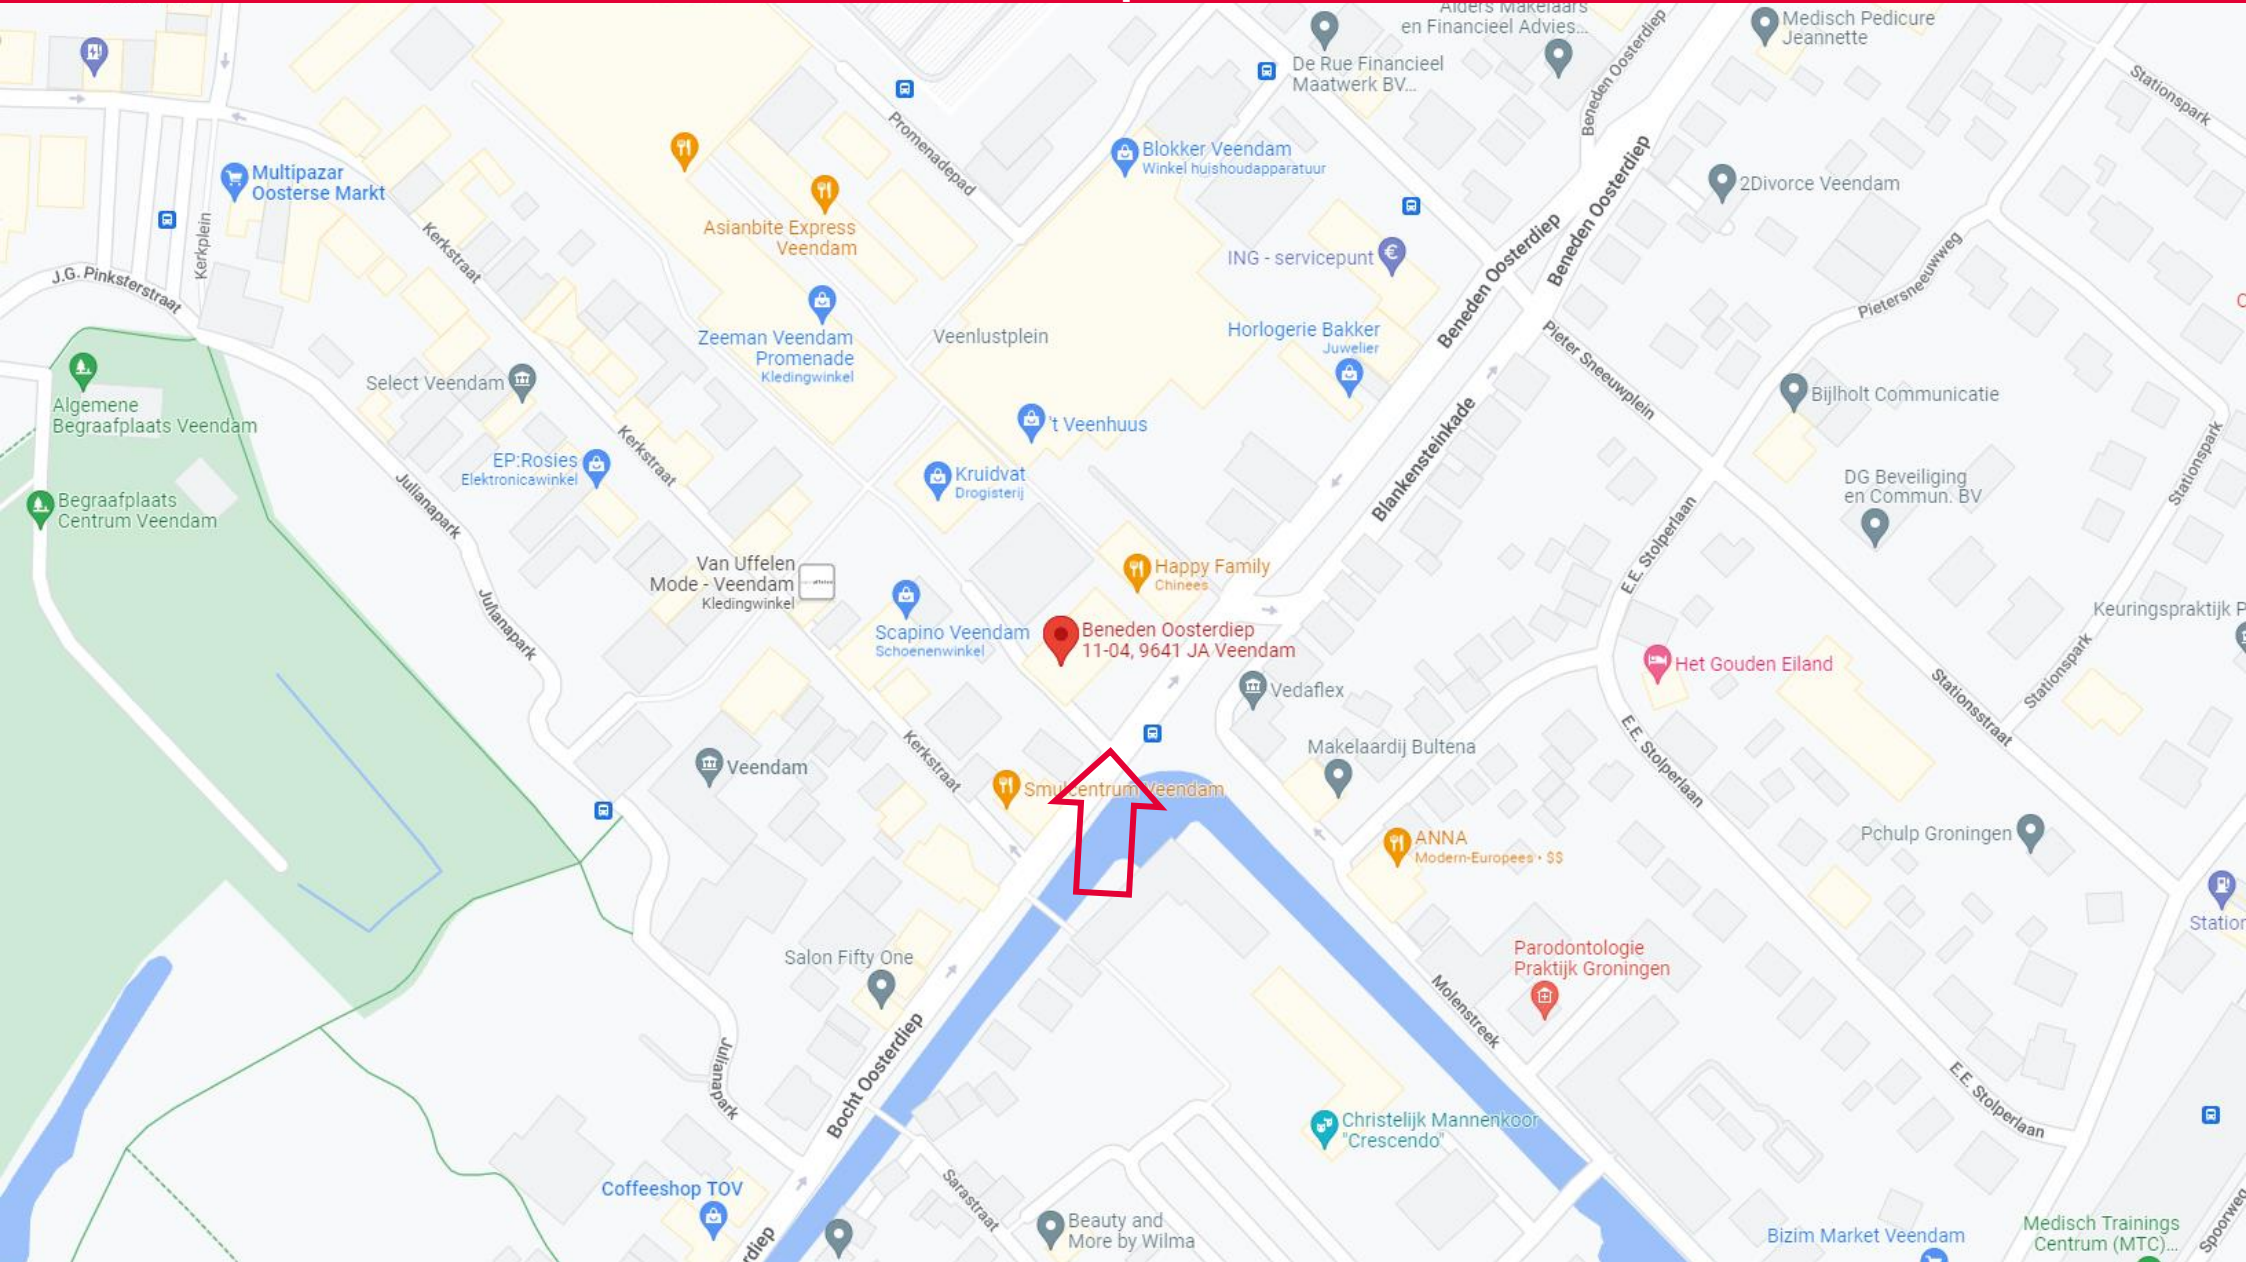 Alders Makelaars
en Financieel Advies...
Medisch Pedicure
Jeannette
De Rue Financieel
Maatwerk BV...
Beneden Oosterdiep
Stationspark
Promenadepad
Blokker Veendam
Winkel huishoudapparatuur
Multipazar
Oosterse Markt
2Divorce Veendam
Beneden Oosterdiep
Asianbite Express
Veendam
Kerkplein
Kerkstraat
ING - servicepunt
€
Beneden Oosterdiep
Pietersneeuwweg
J.G. Pinksterstraat
Zeeman Veendam
Promenade
Kledingwinkel
Veenlustplein
Horlogerie Bakker
Juwelier
Pieter Sneeuwplein
Select Veendam
Bijlholt Communicatie
Algemene
Begraafplaats Veendam
't Veenhuus
Blankensteinkade
Kerkstraat
EP:Rosies
Elektronicawinkel
Kruidvat
Drogisterij
Stationspark
DG Beveiliging
en Commun. BV
Begraafplaats
Centrum Veendam
Julianapark
E.E. Stolperlaan
Van Uffelen
Mode - Veendam
Kledingwinkel
Happy Family
Chinees
Julianapark
Keuringspraktijk P
Scapino Veendam
Schoenenwinkel
Beneden Oosterdiep
11-04, 9641 JA Veendam
Het Gouden Eiland
Stationspark
Vedaflex
Stationsstraat
Kerkstraat
Makelaardij Bultena
E.E. Stolperlaan
Veendam
Smulcentrum Veendam
ANNA
Modern-Europees • $$
Pchulp Groningen
Station
Salon Fifty One
Parodontologie
Praktijk Groningen
Molenstreek
Bocht Oosterdiep
Julianapark
E.E. Stolperlaan
Christelijk Mannenkoor
"Crescendo"
Coffeeshop TOV
Sarastraat
Beauty and
More by Wilma
Bizim Market Veendam
Medisch Trainings
Centrum (MTC)...
Spoorweg
rdiep